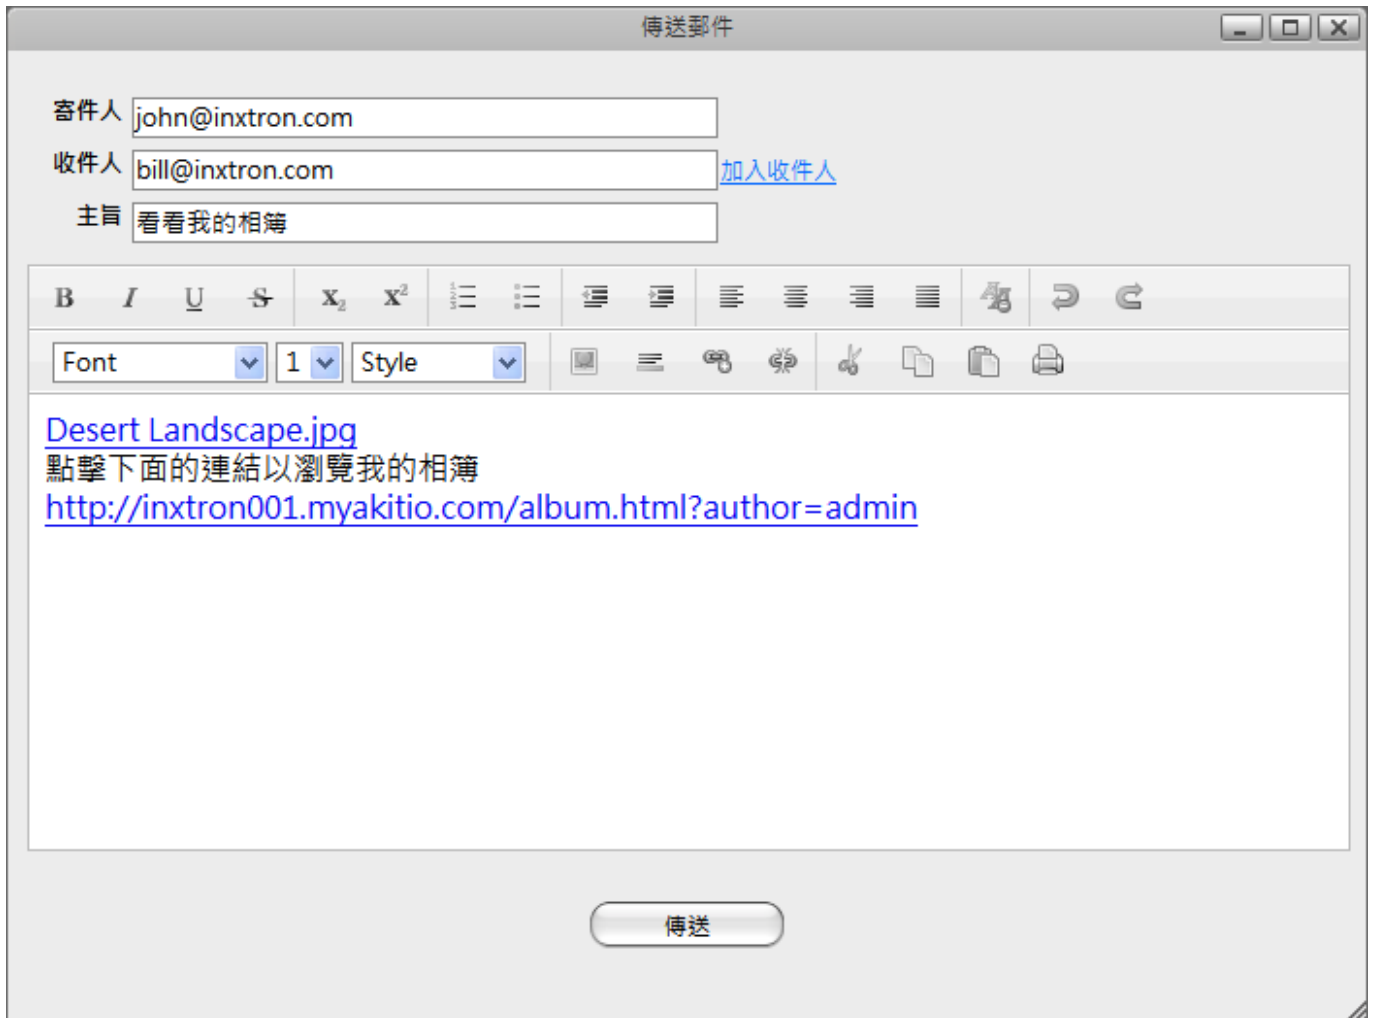 傳送郵件
寄件人 john@inxtron.com
收件人 bill@inxtron.com 加入收件人
主旨 看看我的相簿
B I U S X₂ X²
Font 1 Style
Desert Landscape.jpg
點擊下面的連結以瀏覽我的相簿
http://inxtron001.myakitio.com/album.html?author=admin
傳送